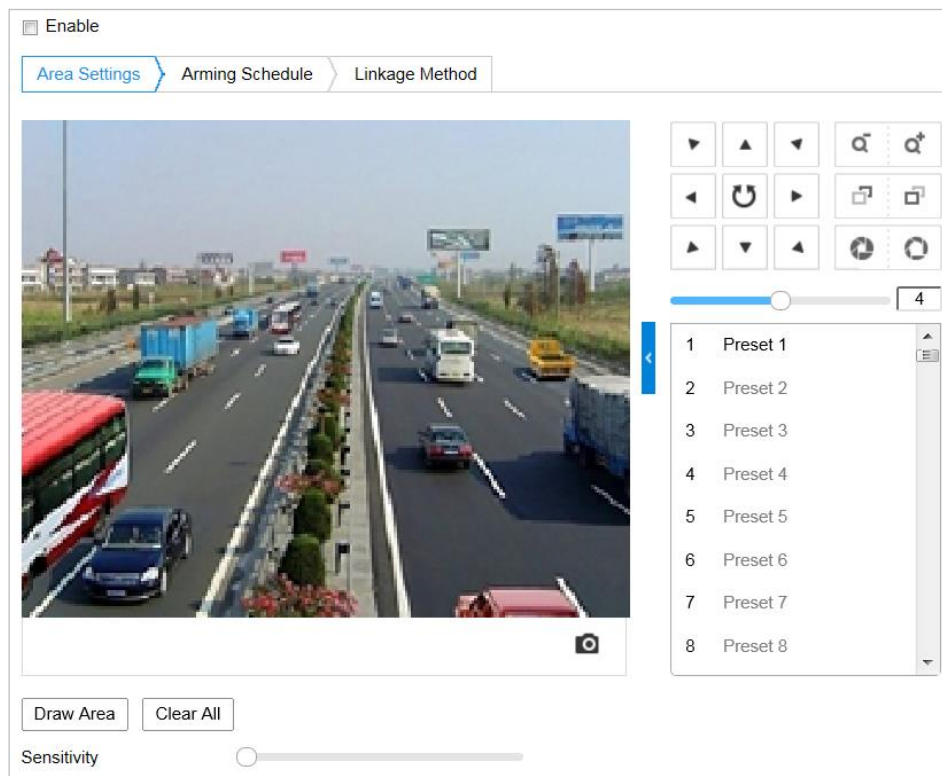 Enable
Area Settings
Arming Schedule
Linkage Method
4
1 Preset 1
2 Preset 2
3 Preset 3
4 Preset 4
5 Preset 5
6 Preset 6
7 Preset 7
8 Preset 8
Draw Area
Clear All
Sensitivity